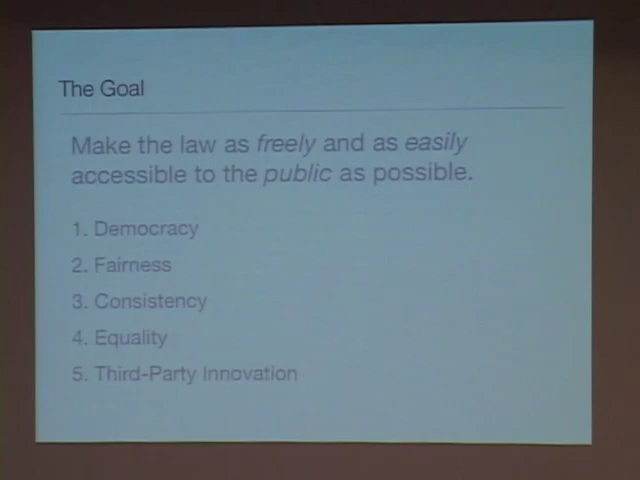 The Goal
Make the law as freely and as easily
accessible to the public as possible.
1. Democracy
2. Fairness
3. Consistency
4. Equality
5. Third-Party Innovation